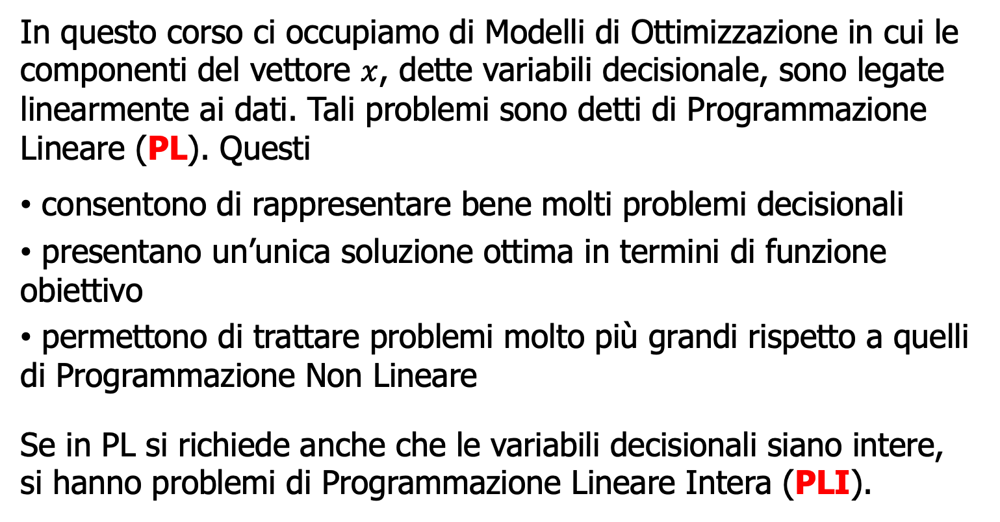 In questo corso ci occupiamo di Modelli di Ottimizzazione in cui le
componenti del vettore x, dette variabili decisionale, sono legate
linearmente ai dati. Tali problemi sono detti di Programmazione
Lineare (PL). Questi
• consentono di rappresentare bene molti problemi decisionali
• presentano un’unica soluzione ottima in termini di funzione
obiettivo
• permettono di trattare problemi molto più grandi rispetto a quelli
di Programmazione Non Lineare
Se in PL si richiede anche che le variabili decisionali siano intere,
si hanno problemi di Programmazione Lineare Intera (PLI).